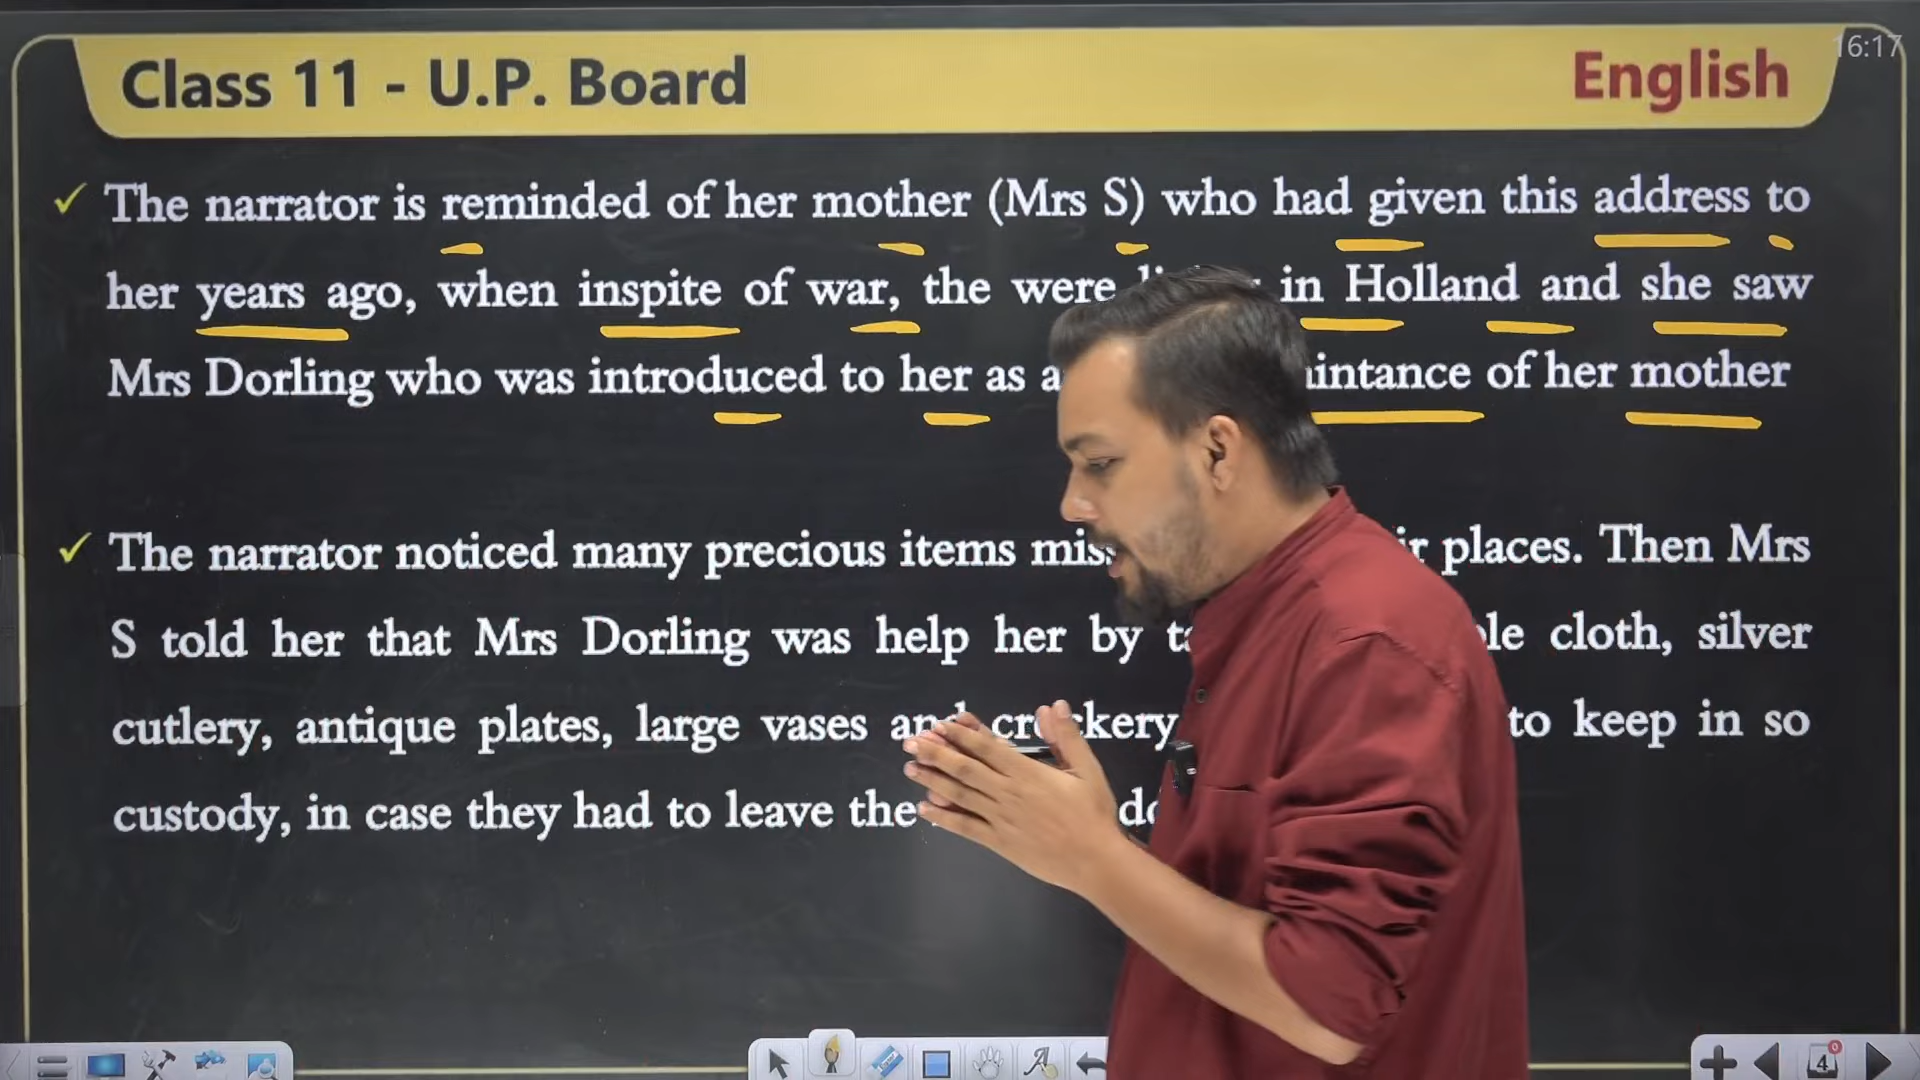 Class 11 - U.P. Board
English
16:17
The narrator is reminded of her mother (Mrs S) who had given this address to
her years ago, when inspite of war, the were in Holland and she saw
Mrs Dorling who was introduced to her as of her mother
The narrator noticed many precious items places. Then Mrs
S told her that Mrs Dorling was help her by cloth, silver
cutlery, antique plates, large vases and crockery to keep in so
custody, in case they had to leave the
4
0